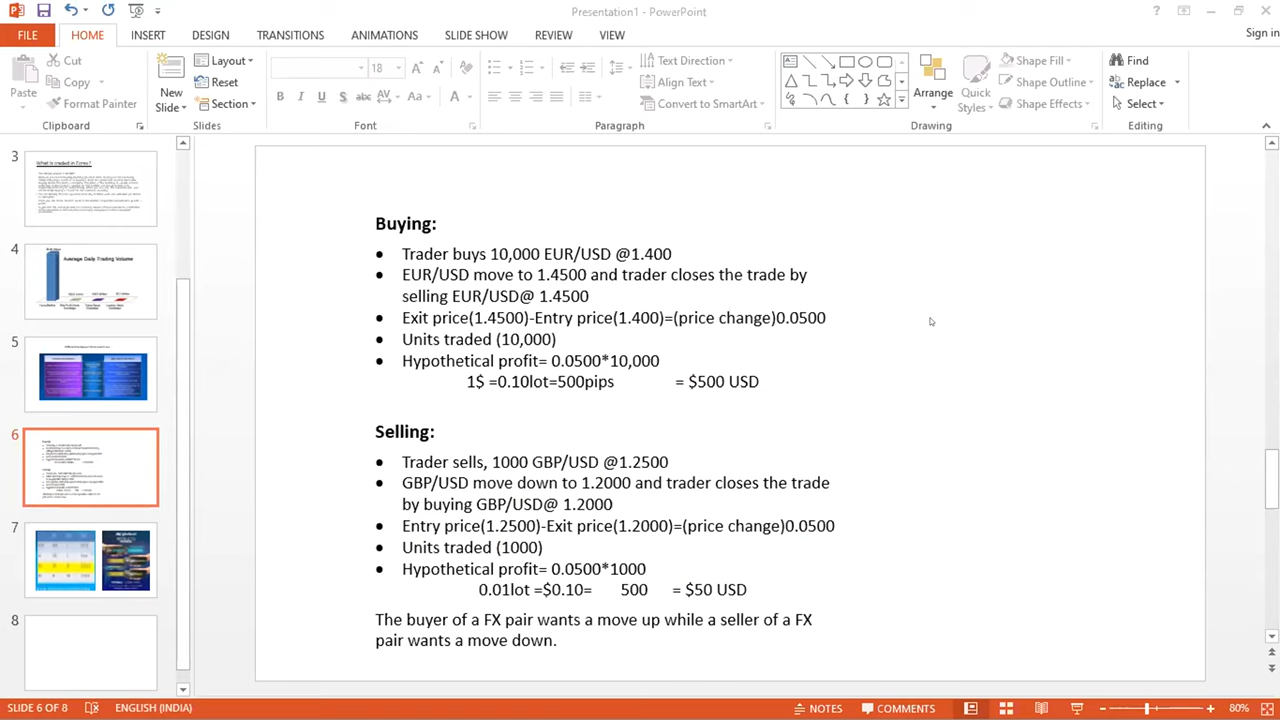 Presentation1 - PowerPoint
Sign in
FILE HOME INSERT DESIGN TRANSITIONS ANIMATIONS SLIDE SHOW REVIEW VIEW
Paste
Cut
Copy
Format Painter
Clipboard
New Slide
Layout
Reset
Section
Slides
18
Font
Text Direction
Align Text
Convert to SmartArt
Paragraph
Arrange
Quick Styles
Shape Fill
Shape Outline
Shape Effects
Drawing
Find
Replace
Select
Editing
3
What is traded in Forex?
4
Average Daily Trading Volume
5
6
7
8
Buying:
• Trader buys 10,000 EUR/USD @1.400
• EUR/USD move to 1.4500 and trader closes the trade by
selling EUR/USD@ 1.4500
• Exit price(1.4500)-Entry price(1.400)=(price change)0.0500
• Units traded (10,000)
• Hypothetical profit= 0.0500*10,000
1$ =0.10lot=500pips = $500 USD
Selling:
• Trader sells 1000 GBP/USD @1.2500
• GBP/USD move down to 1.2000 and trader closes the trade
by buying GBP/USD@ 1.2000
• Entry price(1.2500)-Exit price(1.2000)=(price change)0.0500
• Units traded (1000)
• Hypothetical profit= 0.0500*1000
0.01lot =$0.10= 500 = $50 USD
The buyer of a FX pair wants a move up while a seller of a FX
pair wants a move down.
SLIDE 6 OF 8 ENGLISH (INDIA) NOTES COMMENTS 80%